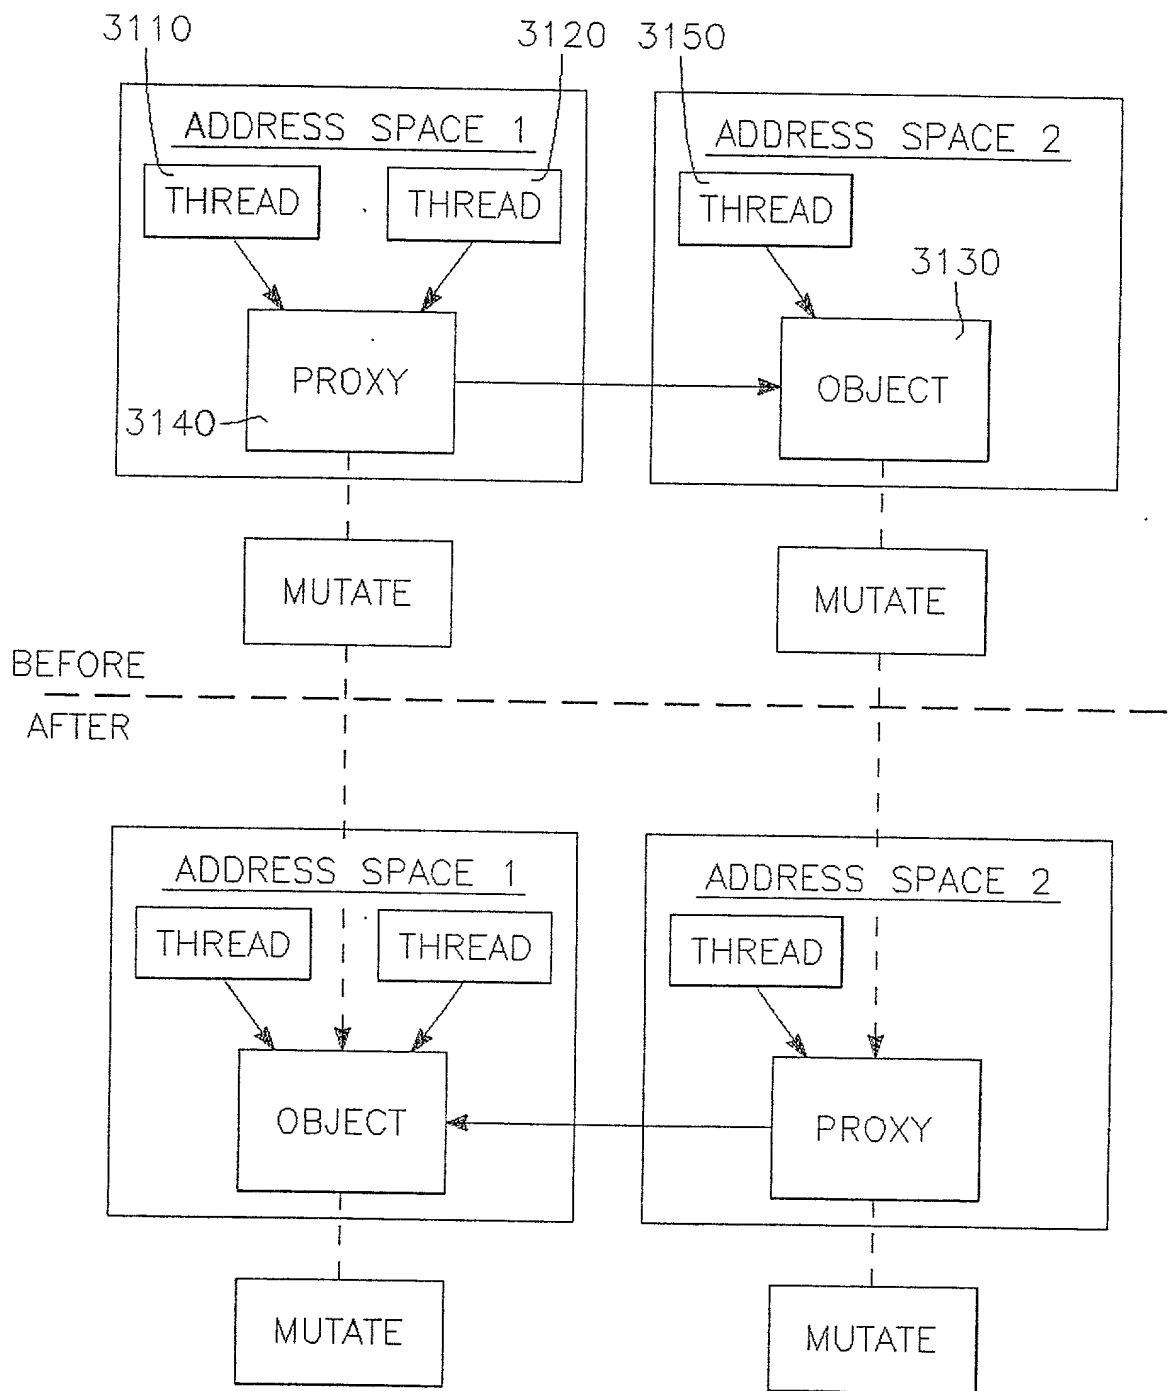 3110
3120
3150
ADDRESS SPACE 1
ADDRESS SPACE 2
THREAD
THREAD
THREAD
3130
PROXY
OBJECT
3140
MUTATE
MUTATE
BEFORE
AFTER
ADDRESS SPACE 1
ADDRESS SPACE 2
THREAD
THREAD
THREAD
OBJECT
PROXY
MUTATE
MUTATE